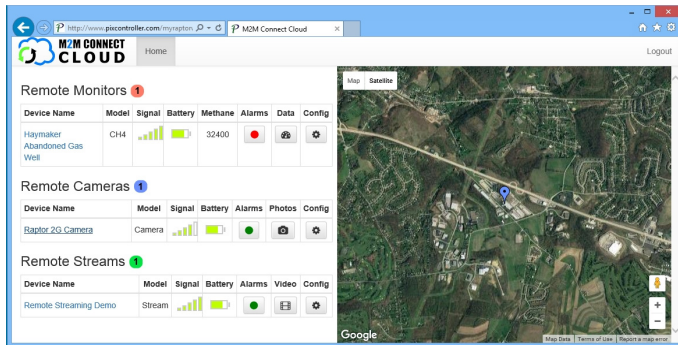 http://www.pixcontroller.com/myrapton
M2M Connect Cloud
M2M CONNECT
CLOUD
Home
Logout
Remote Monitors 1
Device Name Model Signal Battery Methane Alarms Data Config
Haymaker CH4 32400
Abandoned Gas
Well
Remote Cameras 1
Device Name Model Signal Battery Alarms Photos Config
Raptor 2G Camera Camera
Remote Streams 1
Device Name Model Signal Battery Alarms Video Config
Remote Streaming Demo Stream
Map Satellite
Google
Map Data Terms of Use Report a map error